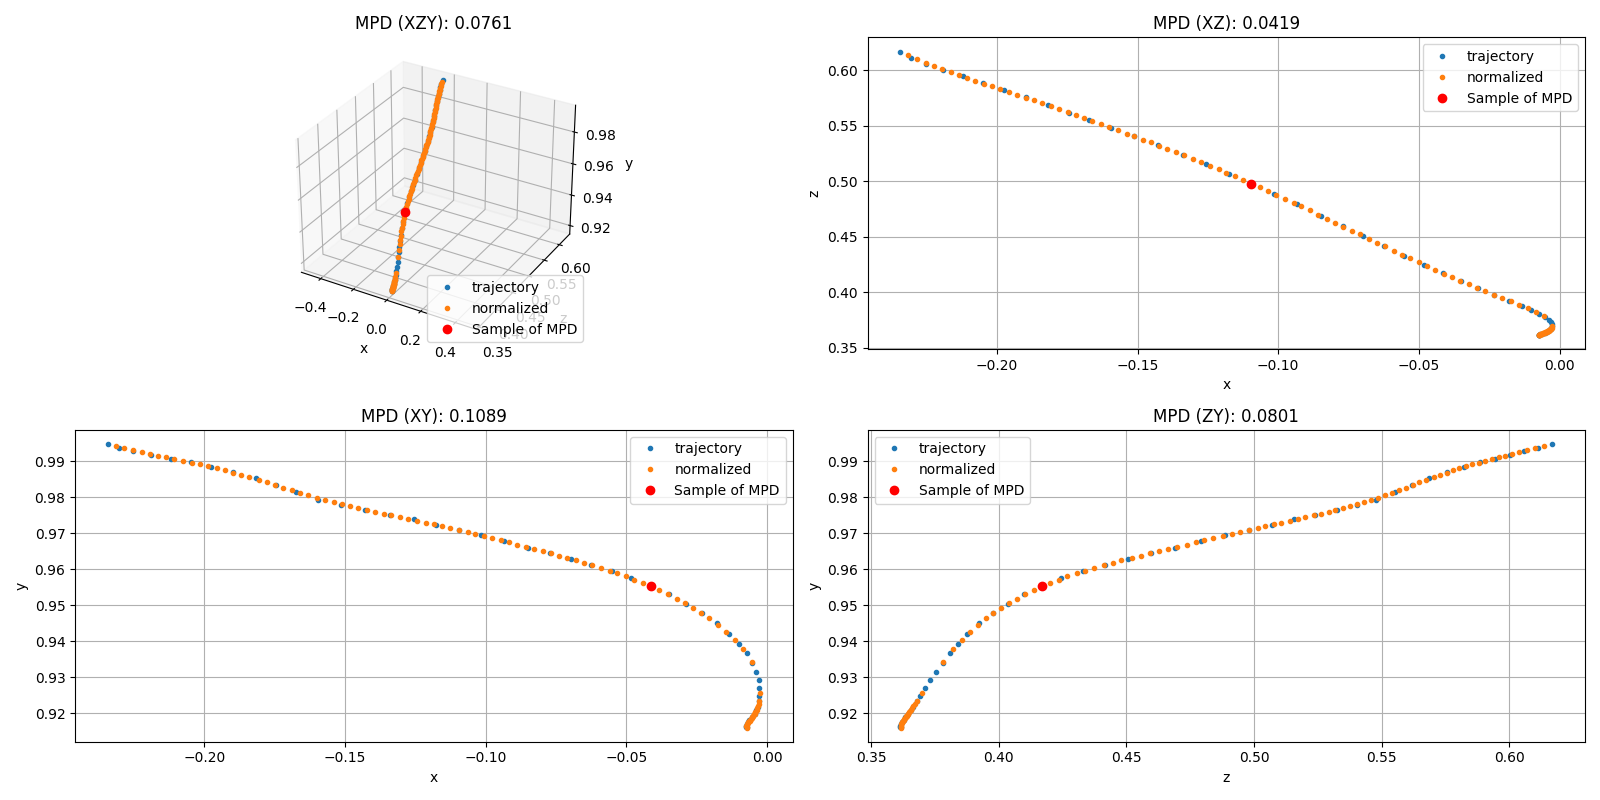 MPD (XZY): 0.0761
0.98
0.96
0.94
0.92
y
0.60
0.55
0.50
0.45
0.40
0.35
z
−0.4
−0.2
0.0
0.2
0.4
x
trajectory
normalized
Sample of MPD
MPD (XZ): 0.0419
0.60
0.55
0.50
0.45
0.40
0.35
z
−0.20
−0.15
−0.10
−0.05
0.00
x
trajectory
normalized
Sample of MPD
MPD (XY): 0.1089
0.99
0.98
0.97
0.96
0.95
0.94
0.93
0.92
y
−0.20
−0.15
−0.10
−0.05
0.00
x
trajectory
normalized
Sample of MPD
MPD (ZY): 0.0801
0.99
0.98
0.97
0.96
0.95
0.94
0.93
0.92
y
0.35
0.40
0.45
0.50
0.55
0.60
z
trajectory
normalized
Sample of MPD